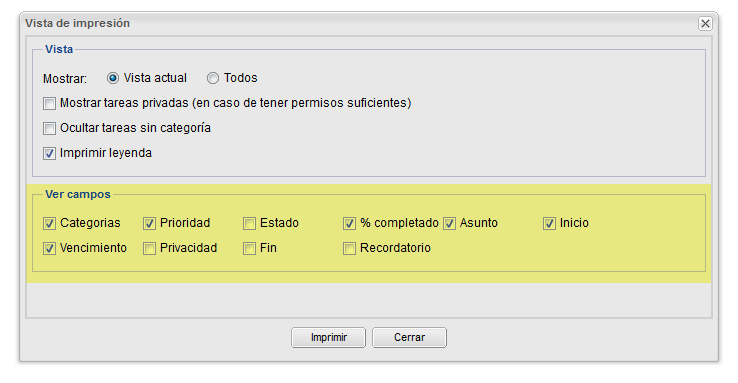 Vista de impresión
Vista
Mostrar: Vista actual Todos
Mostrar tareas privadas (en caso de tener permisos suficientes)
Ocultar tareas sin categoría
Imprimir leyenda
Ver campos
Categorias Prioridad Estado % completado Asunto Inicio
Vencimiento Privacidad Fin Recordatorio
Imprimir Cerrar